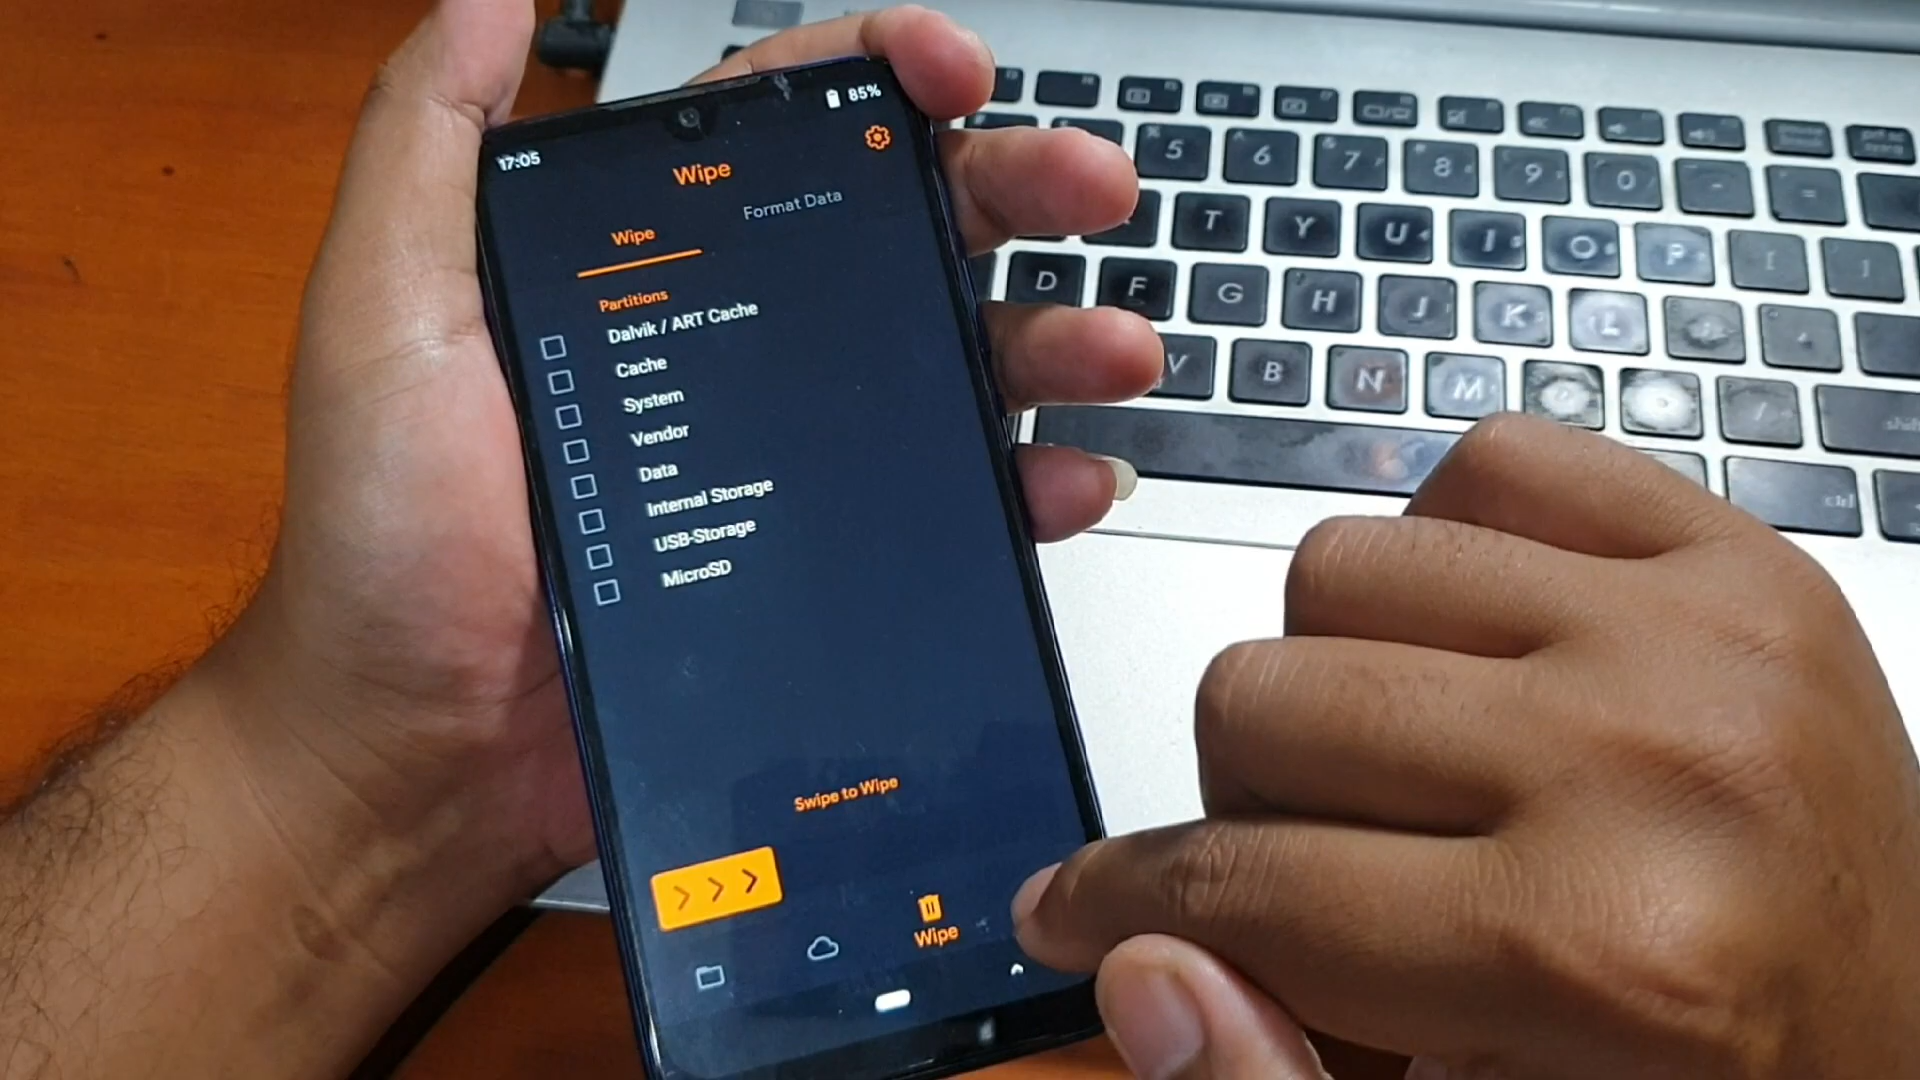 85%
17:05
Wipe
Wipe
Format Data
Partitions
Dalvik / ART Cache
Cache
System
Vendor
Data
Internal Storage
USB-Storage
MicroSD
Swipe to Wipe
Wipe
5 6 7 8 9 0 - =
T Y U I O P [ ]
D F G H J K L
V B N M /
shift
ctrl